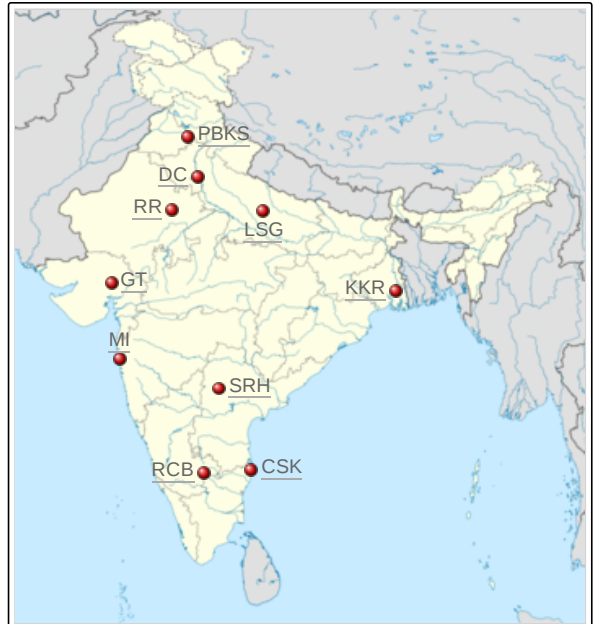 PBKS
DC
RR
LSG
GT
KKR
MI
SRH
RCB
CSK